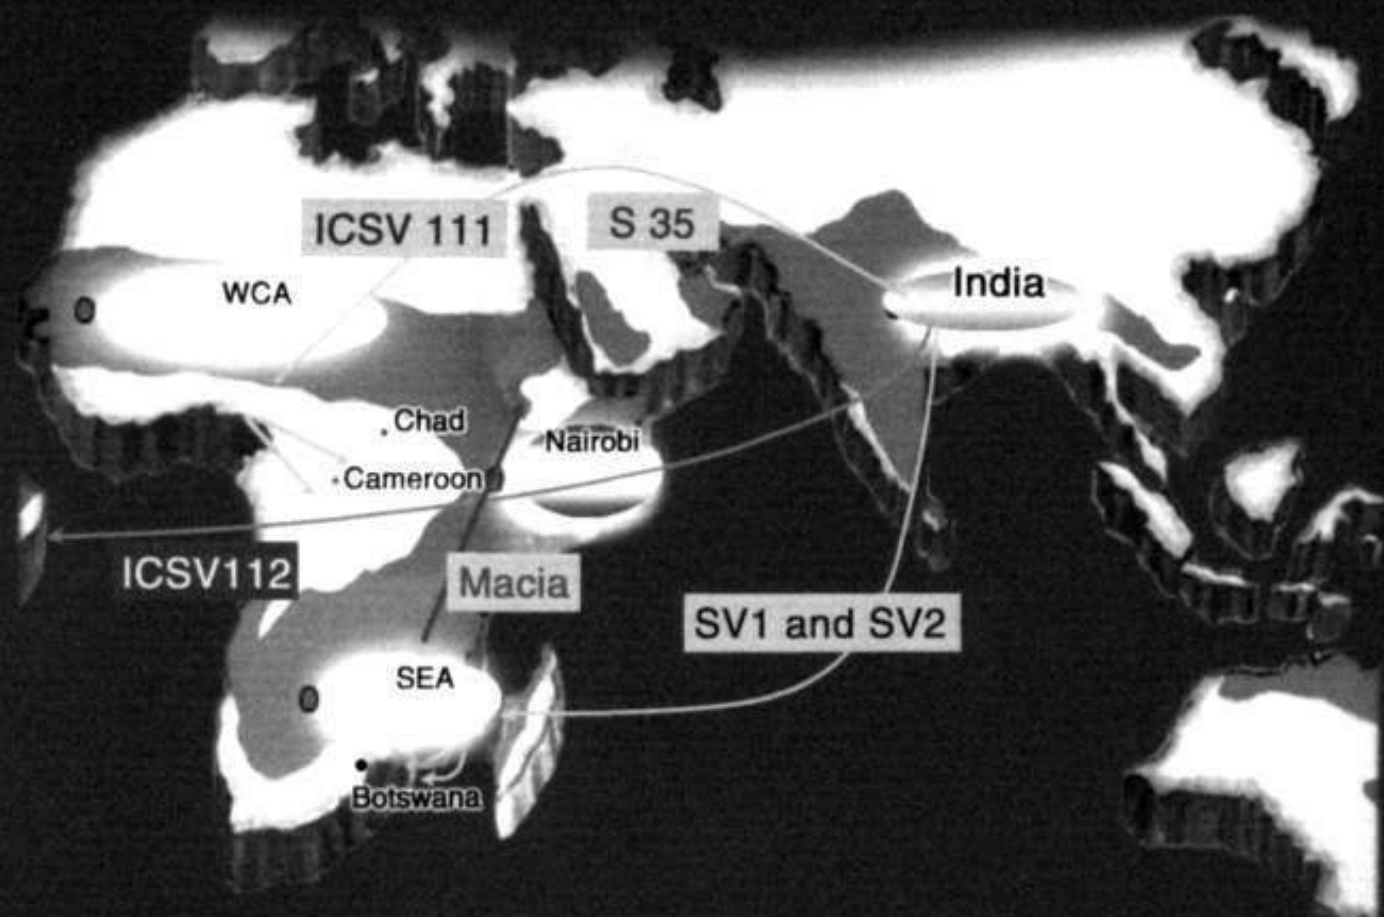 ICSV 111
S 35
WCA
India
Chad
Nairobi
Cameroon
ICSV112
Macia
SV1 and SV2
SEA
Botswana